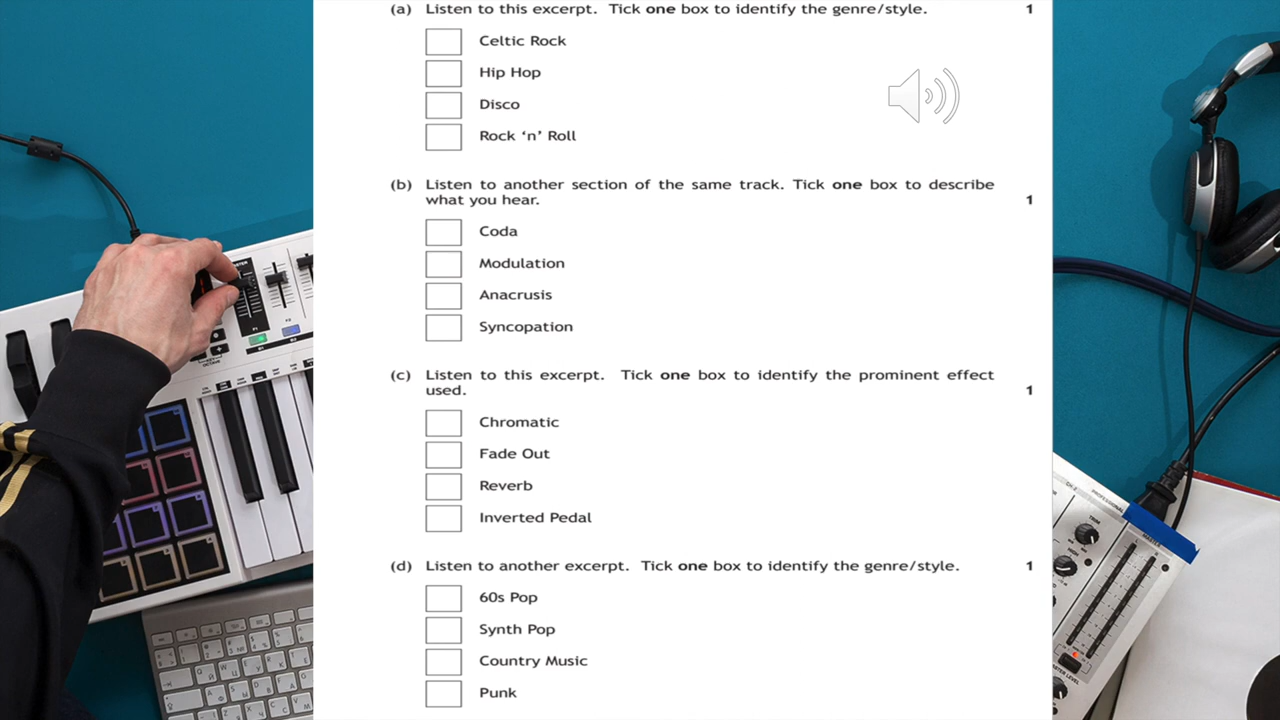 (a) Listen to this excerpt. Tick one box to identify the genre/style. 1
Celtic Rock
Hip Hop
Disco
Rock ‘n’ Roll
(b) Listen to another section of the same track. Tick one box to describe
what you hear. 1
Coda
Modulation
Anacrusis
Syncopation
(c) Listen to this excerpt. Tick one box to identify the prominent effect
used. 1
Chromatic
Fade Out
Reverb
Inverted Pedal
(d) Listen to another excerpt. Tick one box to identify the genre/style. 1
60s Pop
Synth Pop
Country Music
Punk